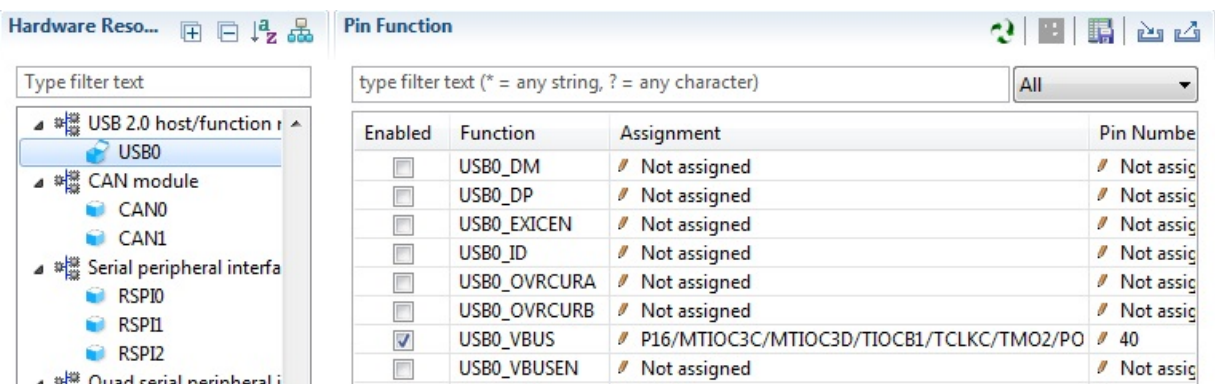 Hardware Reso...
Pin Function
Type filter text
type filter text (* = any string, ? = any character)
All
USB 2.0 host/function
USB0
CAN module
CAN0
CAN1
Serial peripheral interfa
RSPI0
RSPI1
RSPI2
Quad serial peripheral i
Enabled Function Assignment Pin Numbe
USB0_DM Not assigned Not assig
USB0_DP Not assigned Not assig
USB0_EXICEN Not assigned Not assig
USB0_ID Not assigned Not assig
USB0_OVRCURA Not assigned Not assig
USB0_OVRCURB Not assigned Not assig
USB0_VBUS P16/MTIOC3C/MTIOC3D/TIOCB1/TCLKC/TMO2/PO 40
USB0_VBUSEN Not assigned Not assig